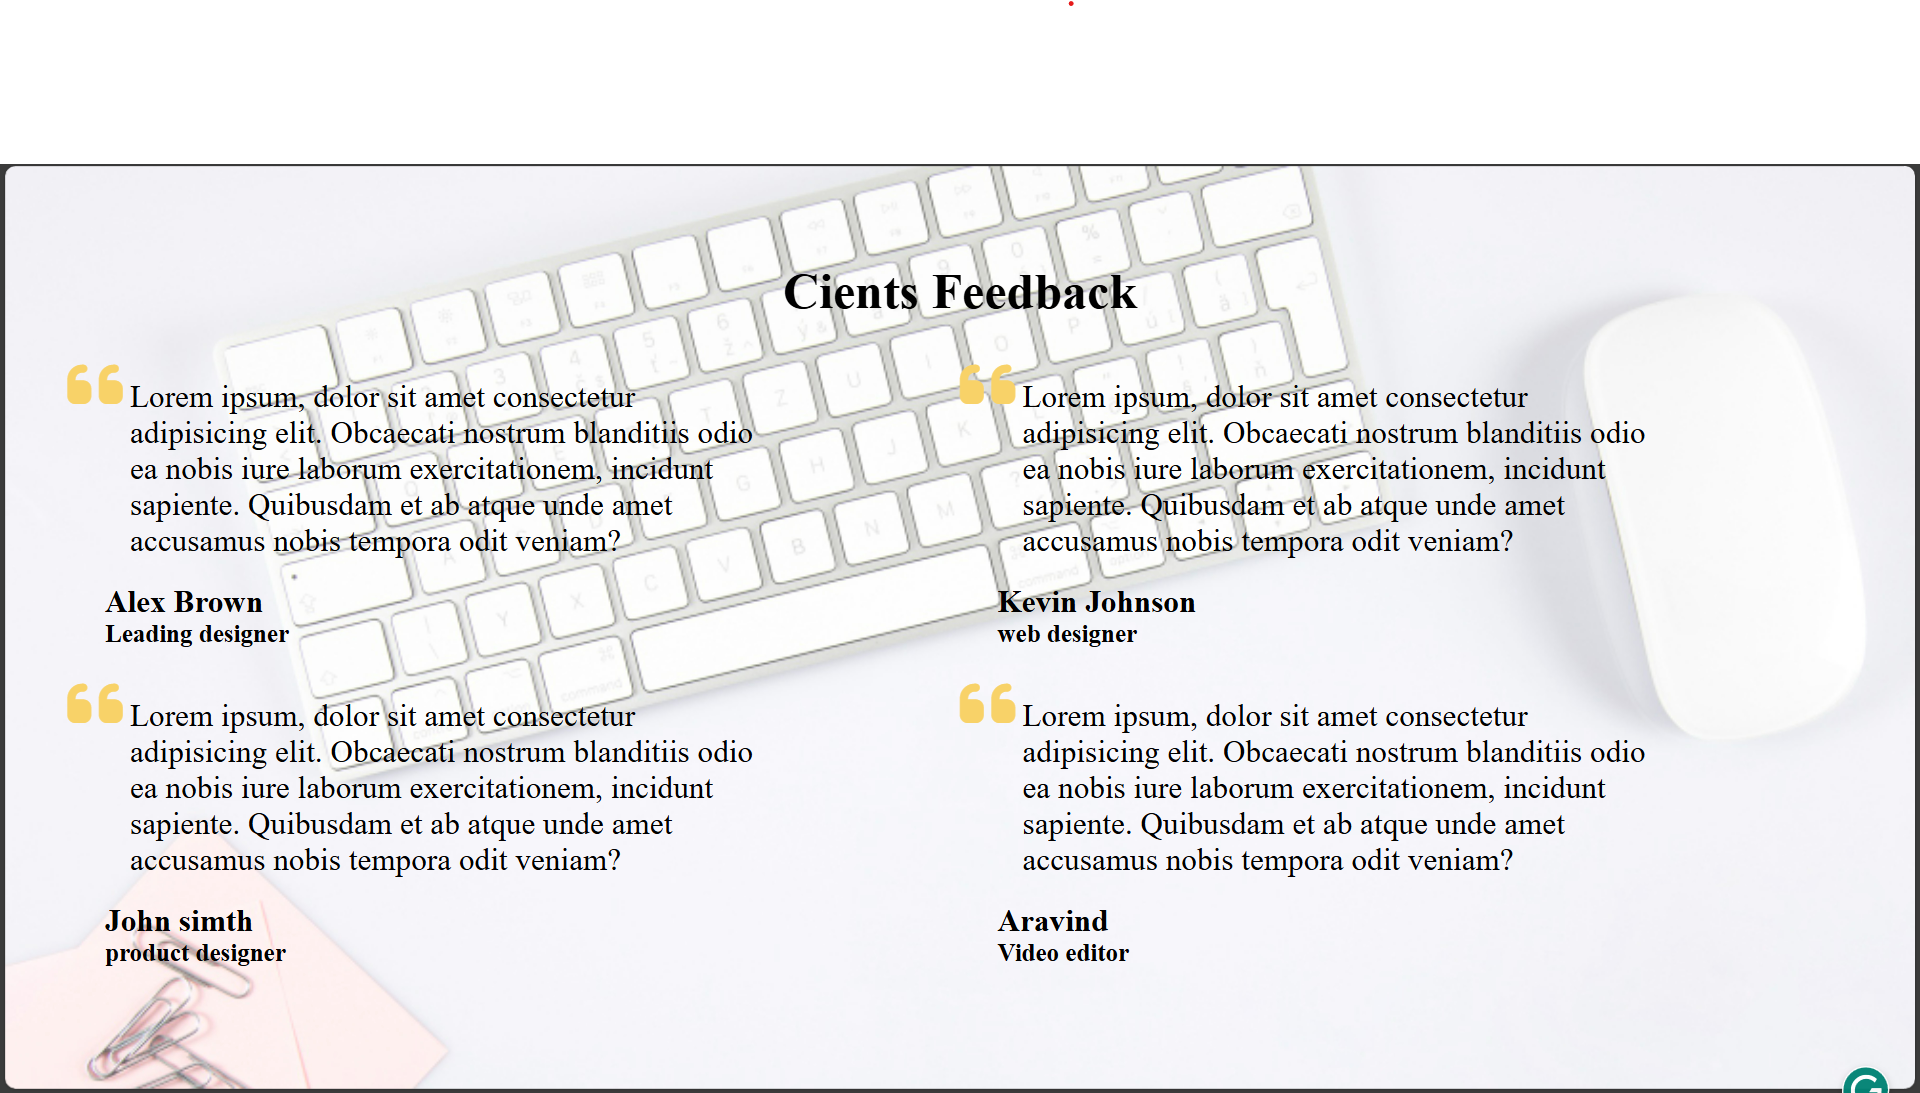 Cients Feedback
Lorem ipsum, dolor sit amet consectetur
adipisicing elit. Obcaecati nostrum blanditiis odio
ea nobis iure laborum exercitationem, incidunt
sapiente. Quibusdam et ab atque unde amet
accusamus nobis tempora odit veniam?
Alex Brown
Leading designer
Lorem ipsum, dolor sit amet consectetur
adipisicing elit. Obcaecati nostrum blanditiis odio
ea nobis iure laborum exercitationem, incidunt
sapiente. Quibusdam et ab atque unde amet
accusamus nobis tempora odit veniam?
Kevin Johnson
web designer
Lorem ipsum, dolor sit amet consectetur
adipisicing elit. Obcaecati nostrum blanditiis odio
ea nobis iure laborum exercitationem, incidunt
sapiente. Quibusdam et ab atque unde amet
accusamus nobis tempora odit veniam?
John simth
product designer
Lorem ipsum, dolor sit amet consectetur
adipisicing elit. Obcaecati nostrum blanditiis odio
ea nobis iure laborum exercitationem, incidunt
sapiente. Quibusdam et ab atque unde amet
accusamus nobis tempora odit veniam?
Aravind
Video editor